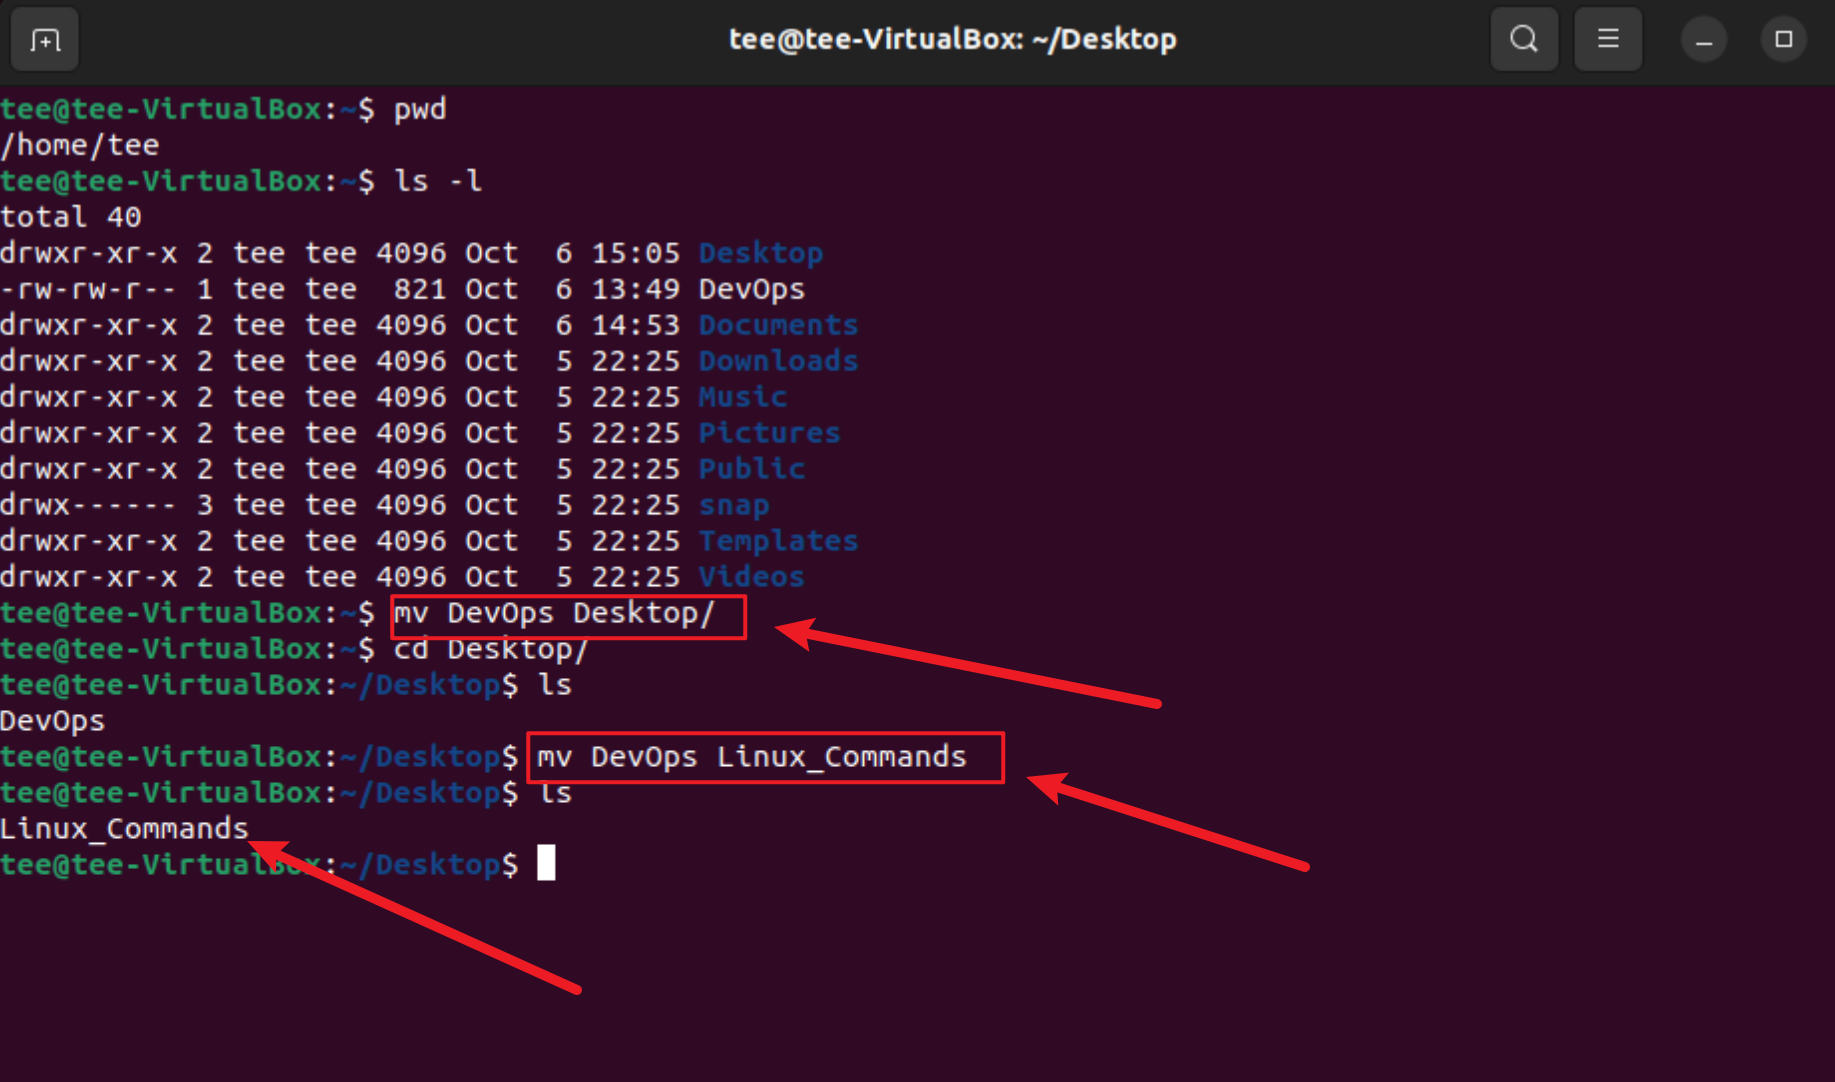 tee@tee-VirtualBox: ~/Desktop
tee@tee-VirtualBox:~$ pwd
/home/tee
tee@tee-VirtualBox:~$ ls -l
total 40
drwxr-xr-x 2 tee tee 4096 Oct  6 15:05 Desktop
-rw-rw-r-- 1 tee tee  821 Oct  6 13:49 DevOps
drwxr-xr-x 2 tee tee 4096 Oct  6 14:53 Documents
drwxr-xr-x 2 tee tee 4096 Oct  5 22:25 Downloads
drwxr-xr-x 2 tee tee 4096 Oct  5 22:25 Music
drwxr-xr-x 2 tee tee 4096 Oct  5 22:25 Pictures
drwxr-xr-x 2 tee tee 4096 Oct  5 22:25 Public
drwx------ 3 tee tee 4096 Oct  5 22:25 snap
drwxr-xr-x 2 tee tee 4096 Oct  5 22:25 Templates
drwxr-xr-x 2 tee tee 4096 Oct  5 22:25 Videos
tee@tee-VirtualBox:~$ mv DevOps Desktop/
tee@tee-VirtualBox:~$ cd Desktop/
tee@tee-VirtualBox:~/Desktop$ ls
DevOps
tee@tee-VirtualBox:~/Desktop$ mv DevOps Linux_Commands
tee@tee-VirtualBox:~/Desktop$ ls
Linux_Commands
tee@tee-VirtualBox:~/Desktop$